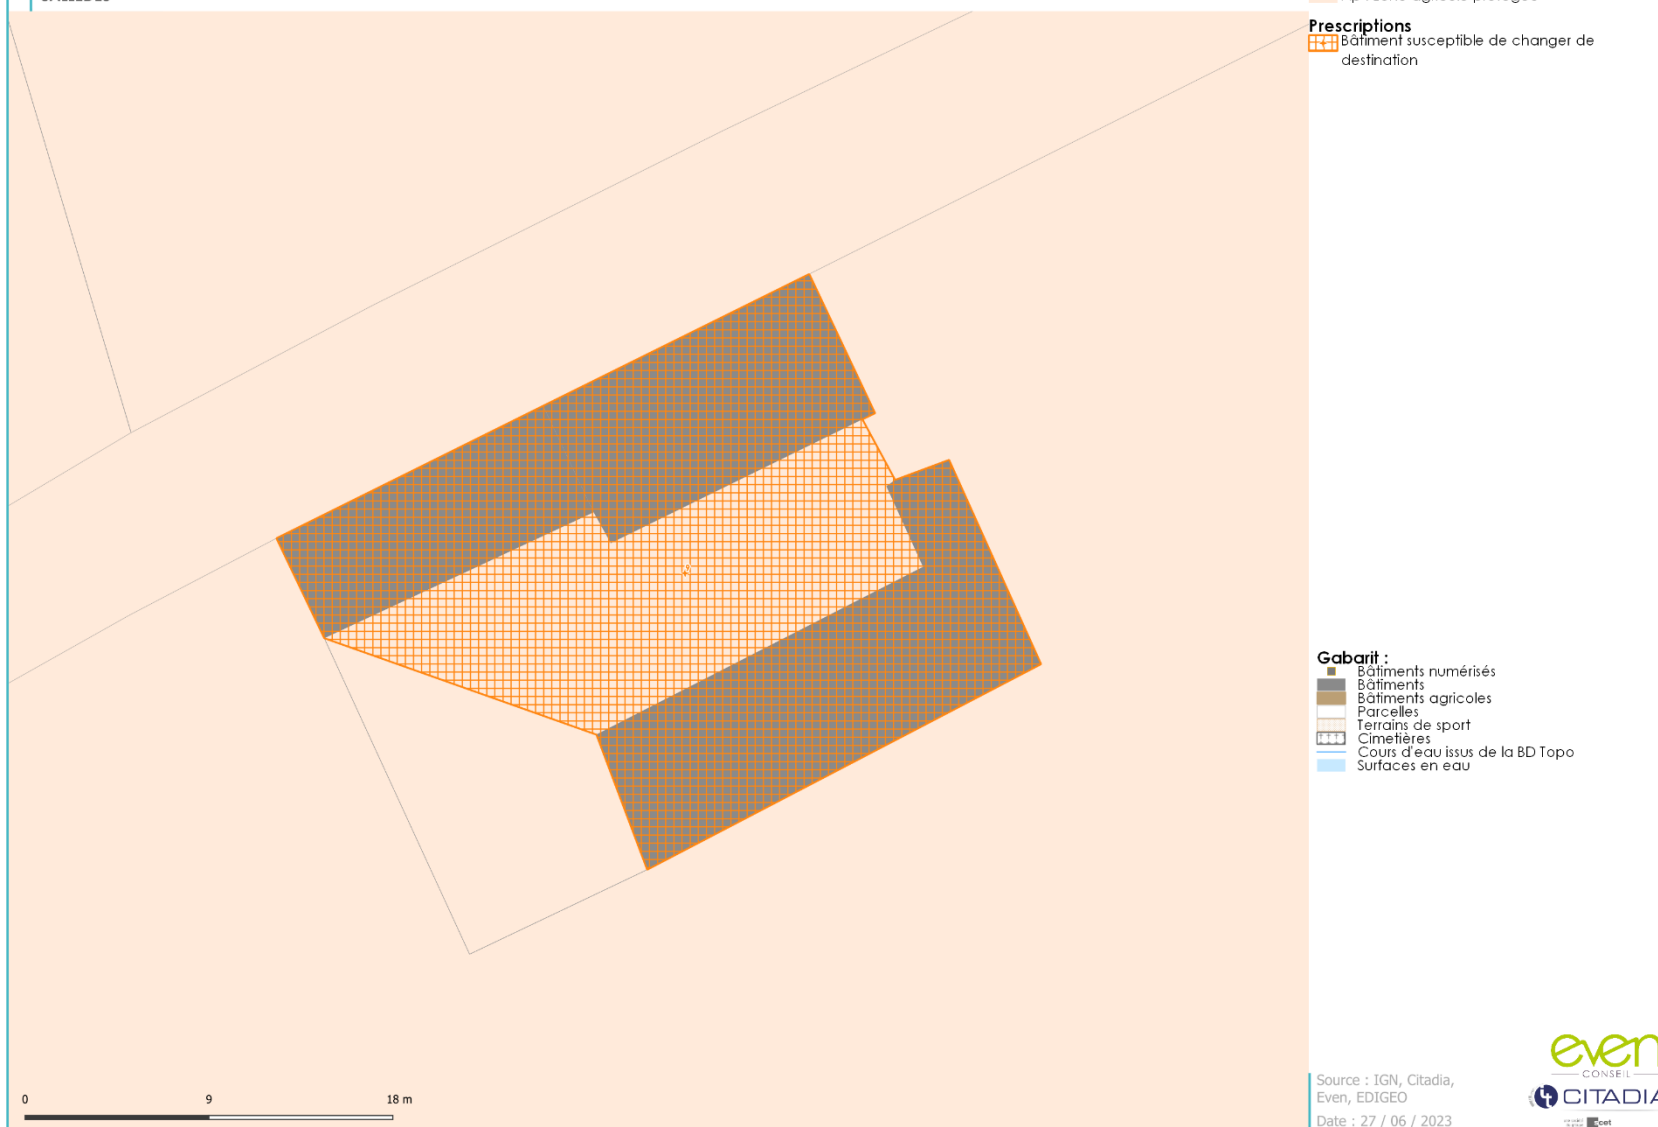 Prescriptions
Bâtiment susceptible de changer de
destination
Gabarit :
Bâtiments numérisés
Bâtiments
Bâtiments agricoles
Parcelles
Terrains de sport
Cimetières
Cours d'eau issus de la BD Topo
Surfaces en eau
0 9 18 m
Source : IGN, Citadia,
Even, EDIGEO
Date : 27 / 06 / 2023
even
CONSEIL
CITADIA